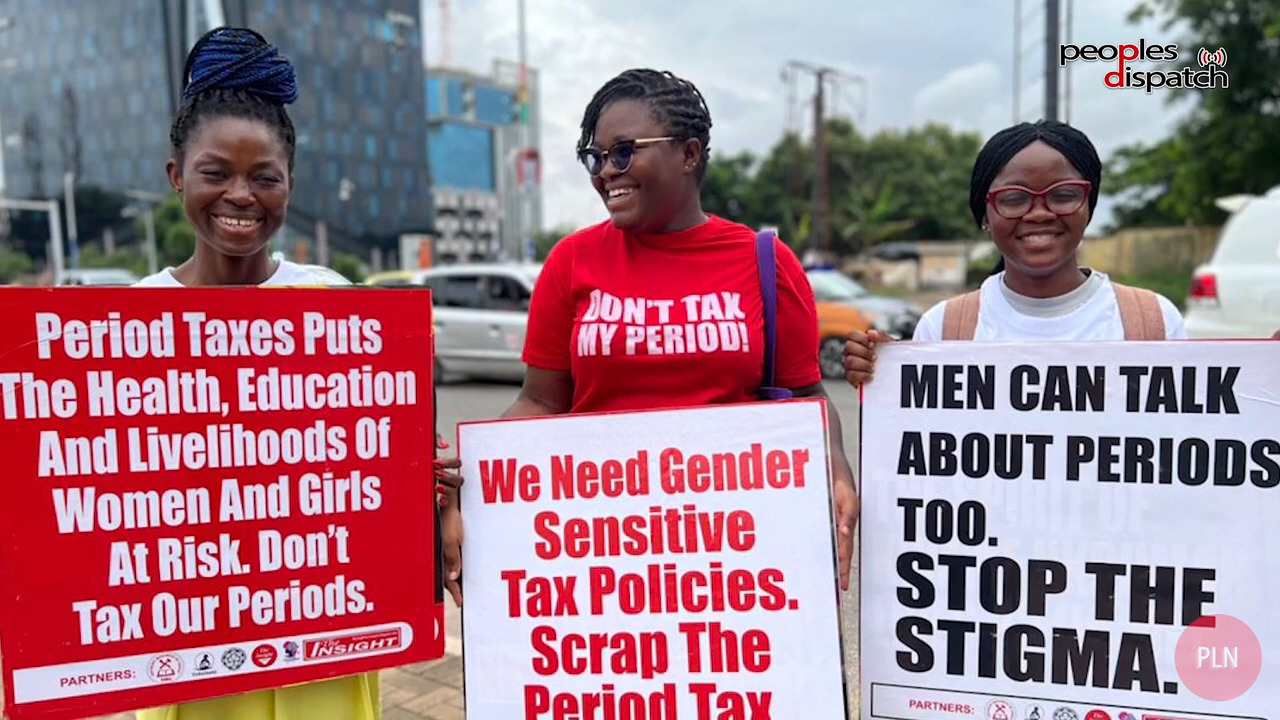 peoples
dispatch
Period Taxes Puts
The Health, Education
And Livelihoods Of
Women And Girls
At Risk. Don't
Tax Our Periods.
PARTNERS:
INSIGHT
DON'T TAX
MY PERIOD!
We Need Gender
Sensitive
Tax Policies.
Scrap The
Period Tax
MEN CAN TALK
ABOUT PERIODS
TOO.
STOP THE
STIGMA.
PARTNERS:
PLN